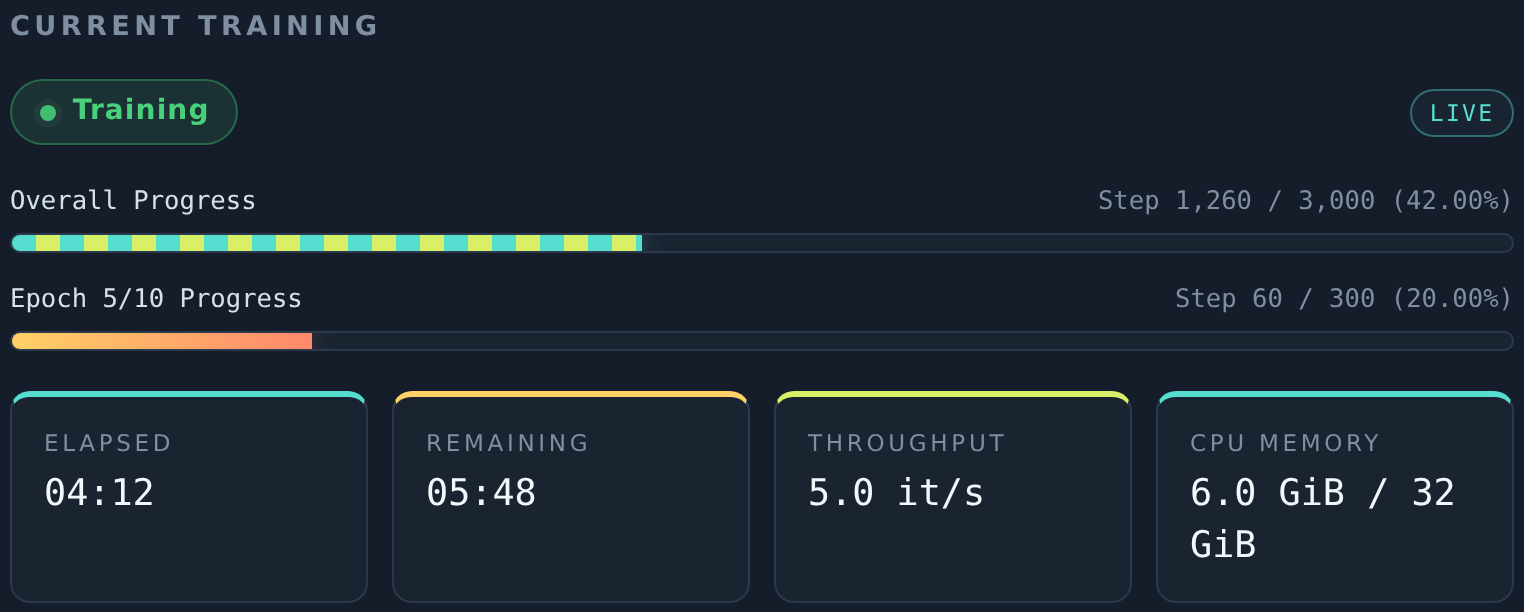 CURRENT TRAINING
Training
LIVE
Overall Progress
Step 1,260 / 3,000 (42.00%)
Epoch 5/10 Progress
Step 60 / 300 (20.00%)
ELAPSED
04:12
REMAINING
05:48
THROUGHPUT
5.0 it/s
CPU MEMORY
6.0 GiB / 32
GiB